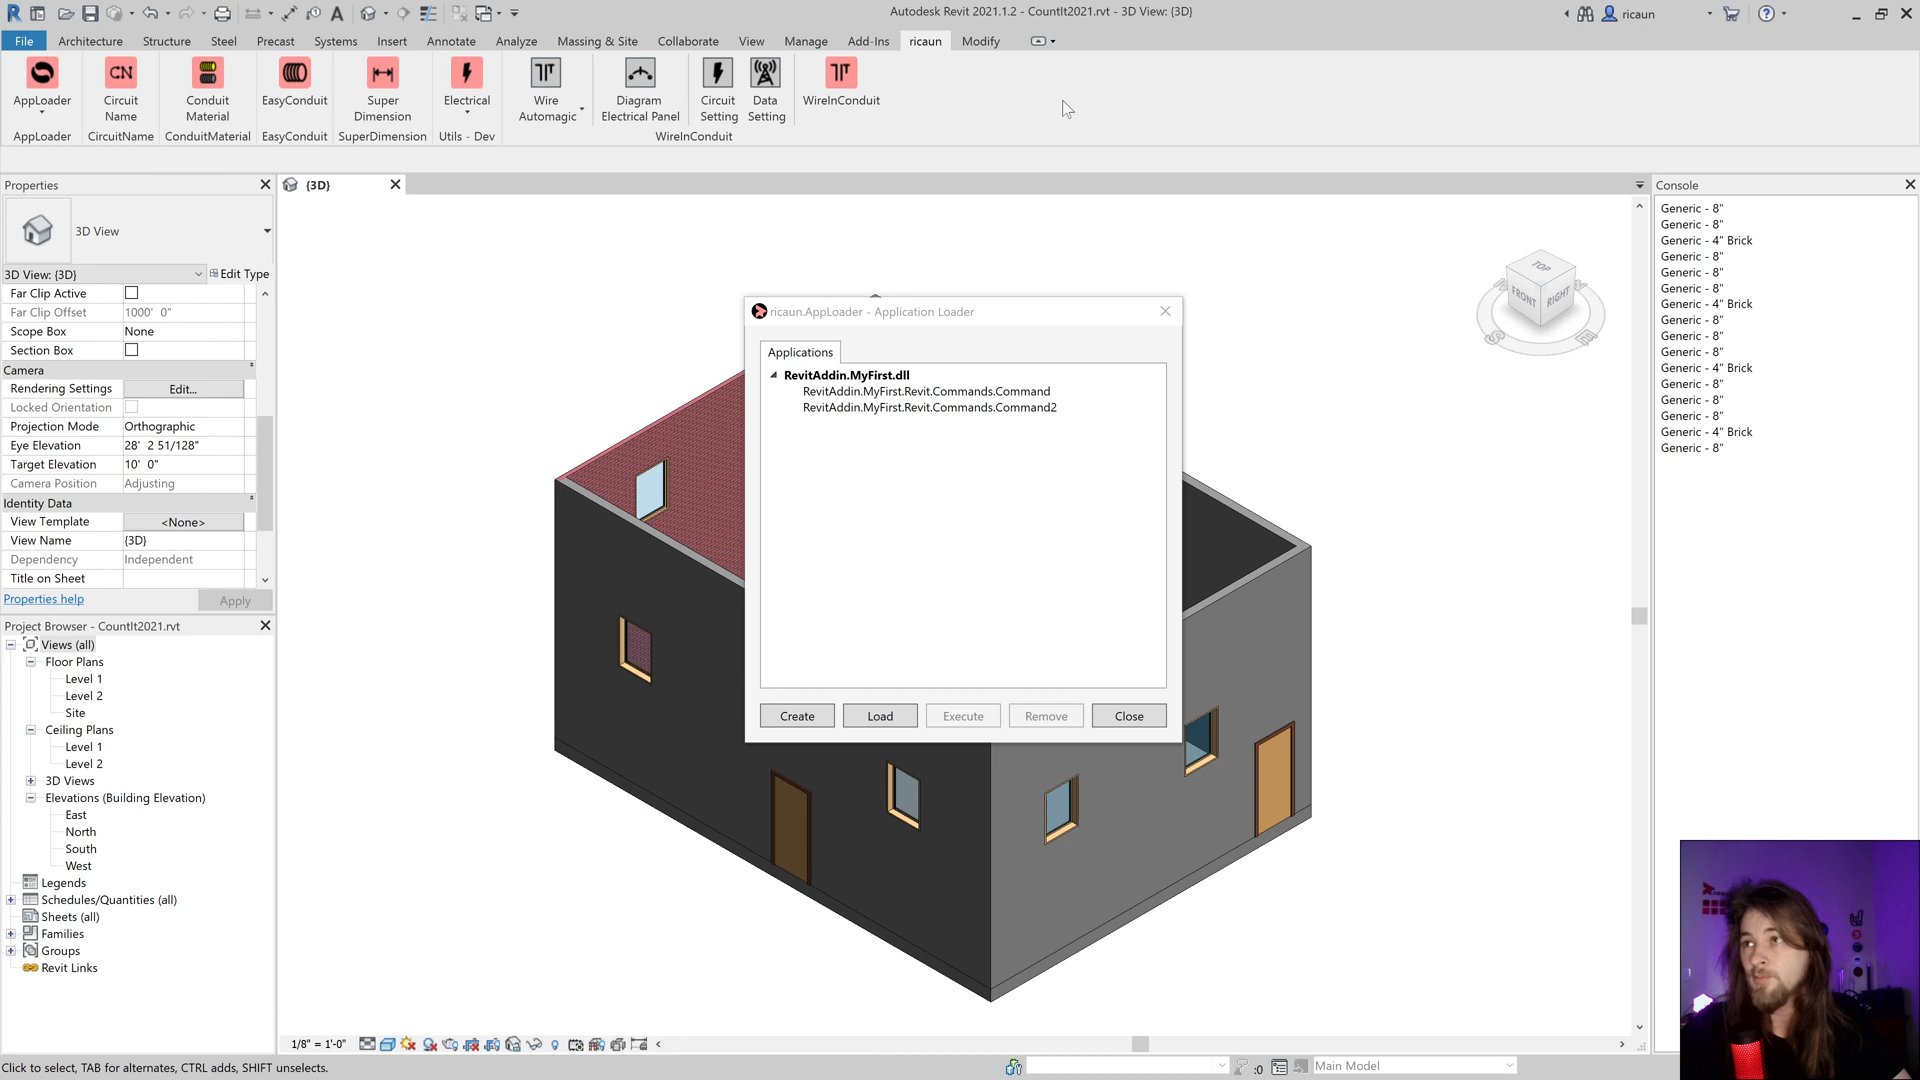 Autodesk Revit 2021.1.2 - CountIt2021.rvt - 3D View: {3D}
ricaun
File
Architecture
Structure
Steel
Precast
Systems
Insert
Annotate
Analyze
Massing & Site
Collaborate
View
Manage
Add-Ins
ricaun
Modify
AppLoader
Circuit
Name
Conduit
Material
EasyConduit
Super
Dimension
Electrical
Wire
Automagic
Diagram
Electrical Panel
Circuit
Setting
Data
Setting
WireInConduit
AppLoader
CircuitName
ConduitMaterial
EasyConduit
SuperDimension
Utils - Dev
WireInConduit
Properties
3D View
3D View: {3D}
Edit Type
Far Clip Active
Far Clip Offset 1000' 0"
Scope Box None
Section Box
Camera
Rendering Settings Edit...
Locked Orientation
Projection Mode Orthographic
Eye Elevation 28' 2 51/128"
Target Elevation 10' 0"
Camera Position Adjusting
Identity Data
View Template <None>
View Name {3D}
Dependency Independent
Title on Sheet
Properties help
Apply
Project Browser - CountIt2021.rvt
Views (all)
Floor Plans
Level 1
Level 2
Site
Ceiling Plans
Level 1
Level 2
3D Views
Elevations (Building Elevation)
East
North
South
West
Legends
Schedules/Quantities (all)
Sheets (all)
Families
Groups
Revit Links
{3D}
TOP
FRONT
RIGHT
S
E
ricaun.AppLoader - Application Loader
Applications
RevitAddin.MyFirst.dll
RevitAddin.MyFirst.Revit.Commands.Command
RevitAddin.MyFirst.Revit.Commands.Command2
Create
Load
Execute
Remove
Close
Console
Generic - 8"
Generic - 8"
Generic - 4" Brick
Generic - 8"
Generic - 8"
Generic - 8"
Generic - 4" Brick
Generic - 8"
Generic - 8"
Generic - 8"
Generic - 4" Brick
Generic - 8"
Generic - 8"
Generic - 8"
Generic - 4" Brick
Generic - 8"
1/8" = 1'-0"
Click to select, TAB for alternates, CTRL adds, SHIFT unselects.
:0
Main Model